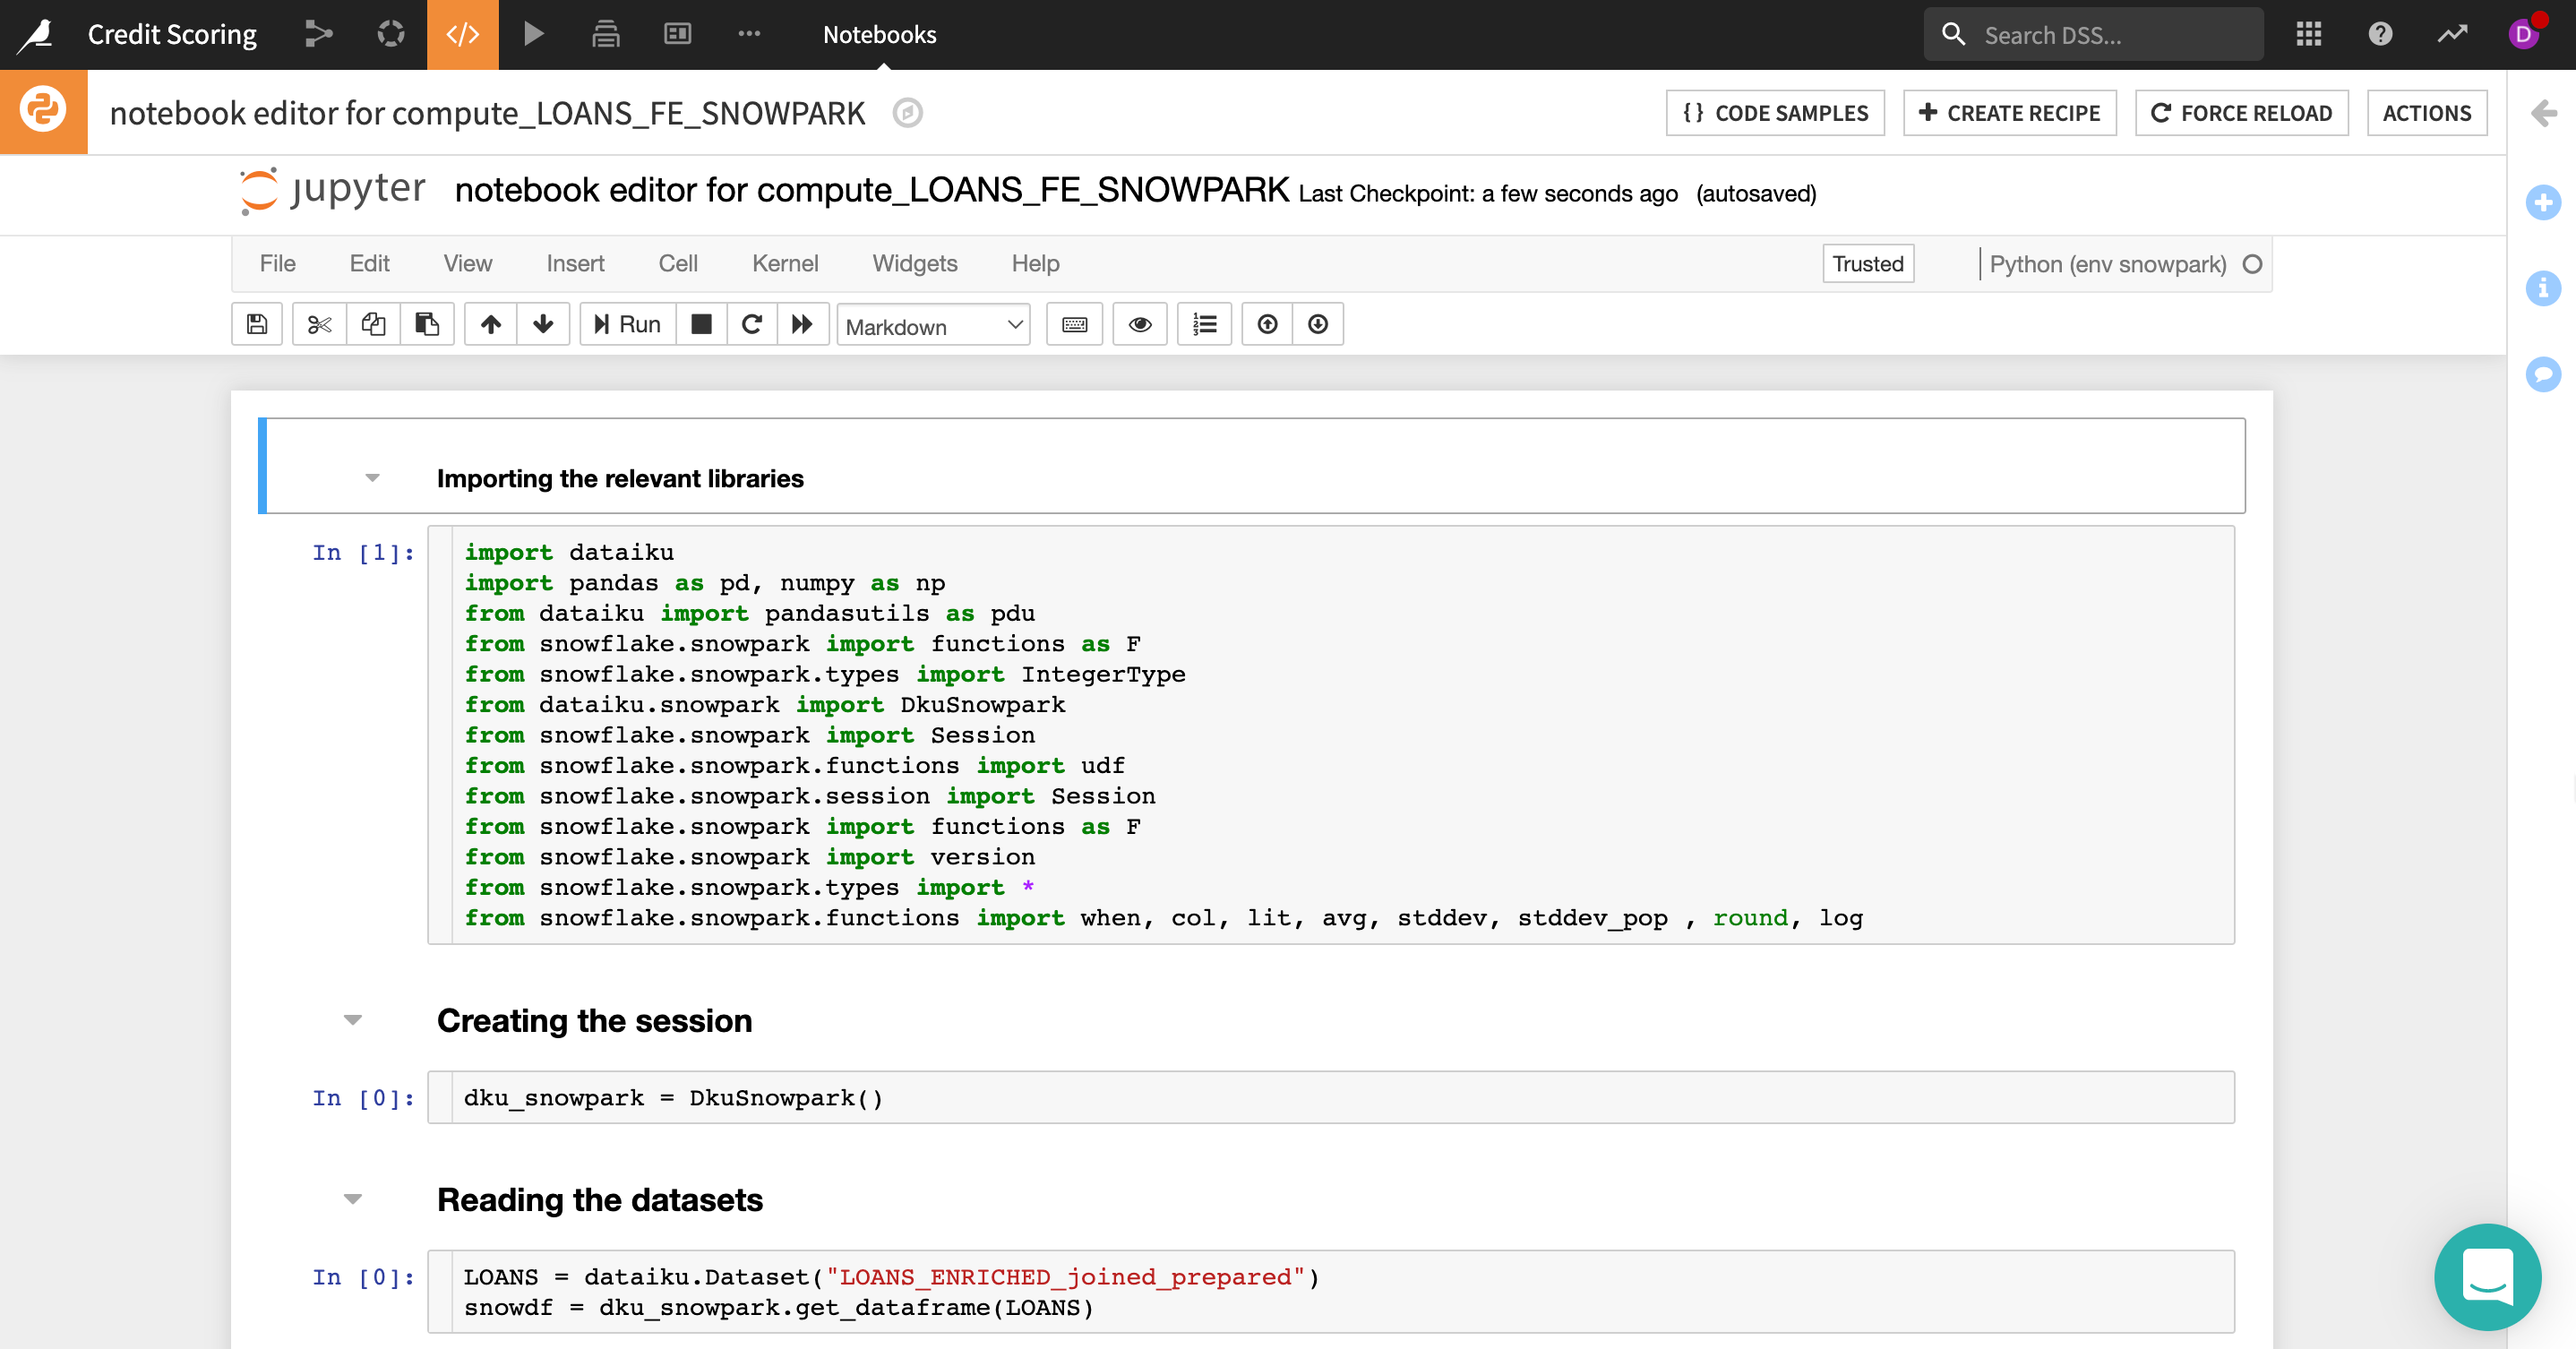 Credit Scoring
Notebooks
Search DSS...
D
notebook editor for compute_LOANS_FE_SNOWPARK
{} CODE SAMPLES
+ CREATE RECIPE
FORCE RELOAD
ACTIONS
jupyter notebook editor for compute_LOANS_FE_SNOWPARK Last Checkpoint: a few seconds ago (autosaved)
File Edit View Insert Cell Kernel Widgets Help
Trusted
Python (env snowpark)
Run
Markdown
Importing the relevant libraries
In [1]:
import dataiku
import pandas as pd, numpy as np
from dataiku import pandasutils as pdu
from snowflake.snowpark import functions as F
from snowflake.snowpark.types import IntegerType
from dataiku.snowpark import DkuSnowpark
from snowflake.snowpark import Session
from snowflake.snowpark.functions import udf
from snowflake.snowpark.session import Session
from snowflake.snowpark import functions as F
from snowflake.snowpark import version
from snowflake.snowpark.types import *
from snowflake.snowpark.functions import when, col, lit, avg, stddev, stddev_pop , round, log
Creating the session
In [0]:
dku_snowpark = DkuSnowpark()
Reading the datasets
In [0]:
LOANS = dataiku.Dataset("LOANS_ENRICHED_joined_prepared")
snowdf = dku_snowpark.get_dataframe(LOANS)